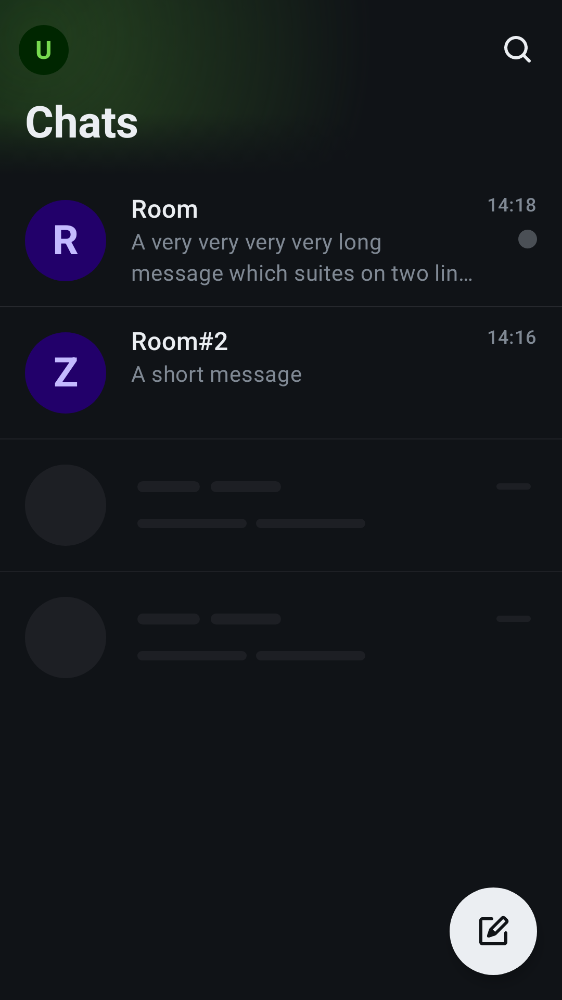 U
Chats
R
Room
14:18
A very very very very long
message which suites on two lin…
Z
Room#2
14:16
A short message